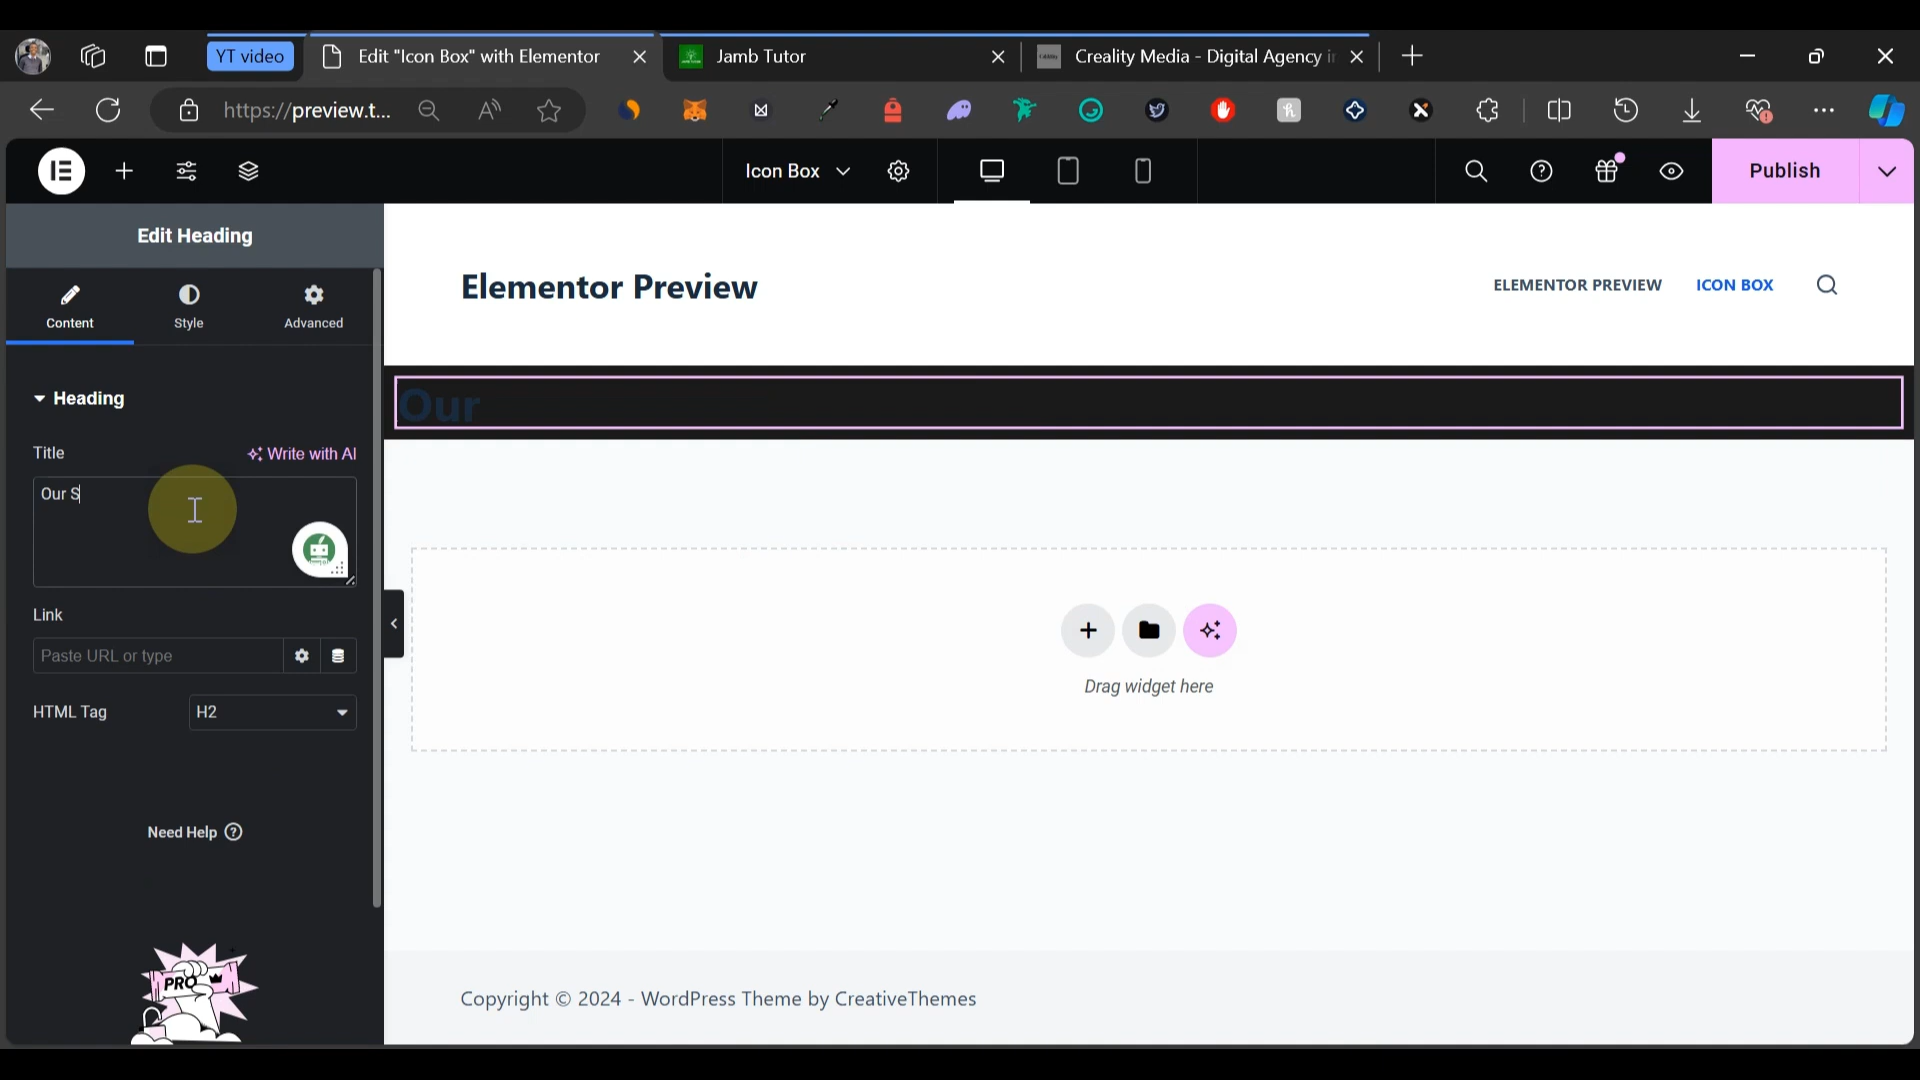 YT video
Edit "Icon Box" with Elementor
Jamb Tutor
Creality Media - Digital Agency i
https://preview.t...
Icon Box
Publish
Edit Heading
Content
Style
Advanced
Elementor Preview
ELEMENTOR PREVIEW
ICON BOX
Heading
Our
Title
Write with AI
Our S
Link
Paste URL or type
HTML Tag
H2
Drag widget here
Need Help
PRO
Copyright © 2024 - WordPress Theme by CreativeThemes